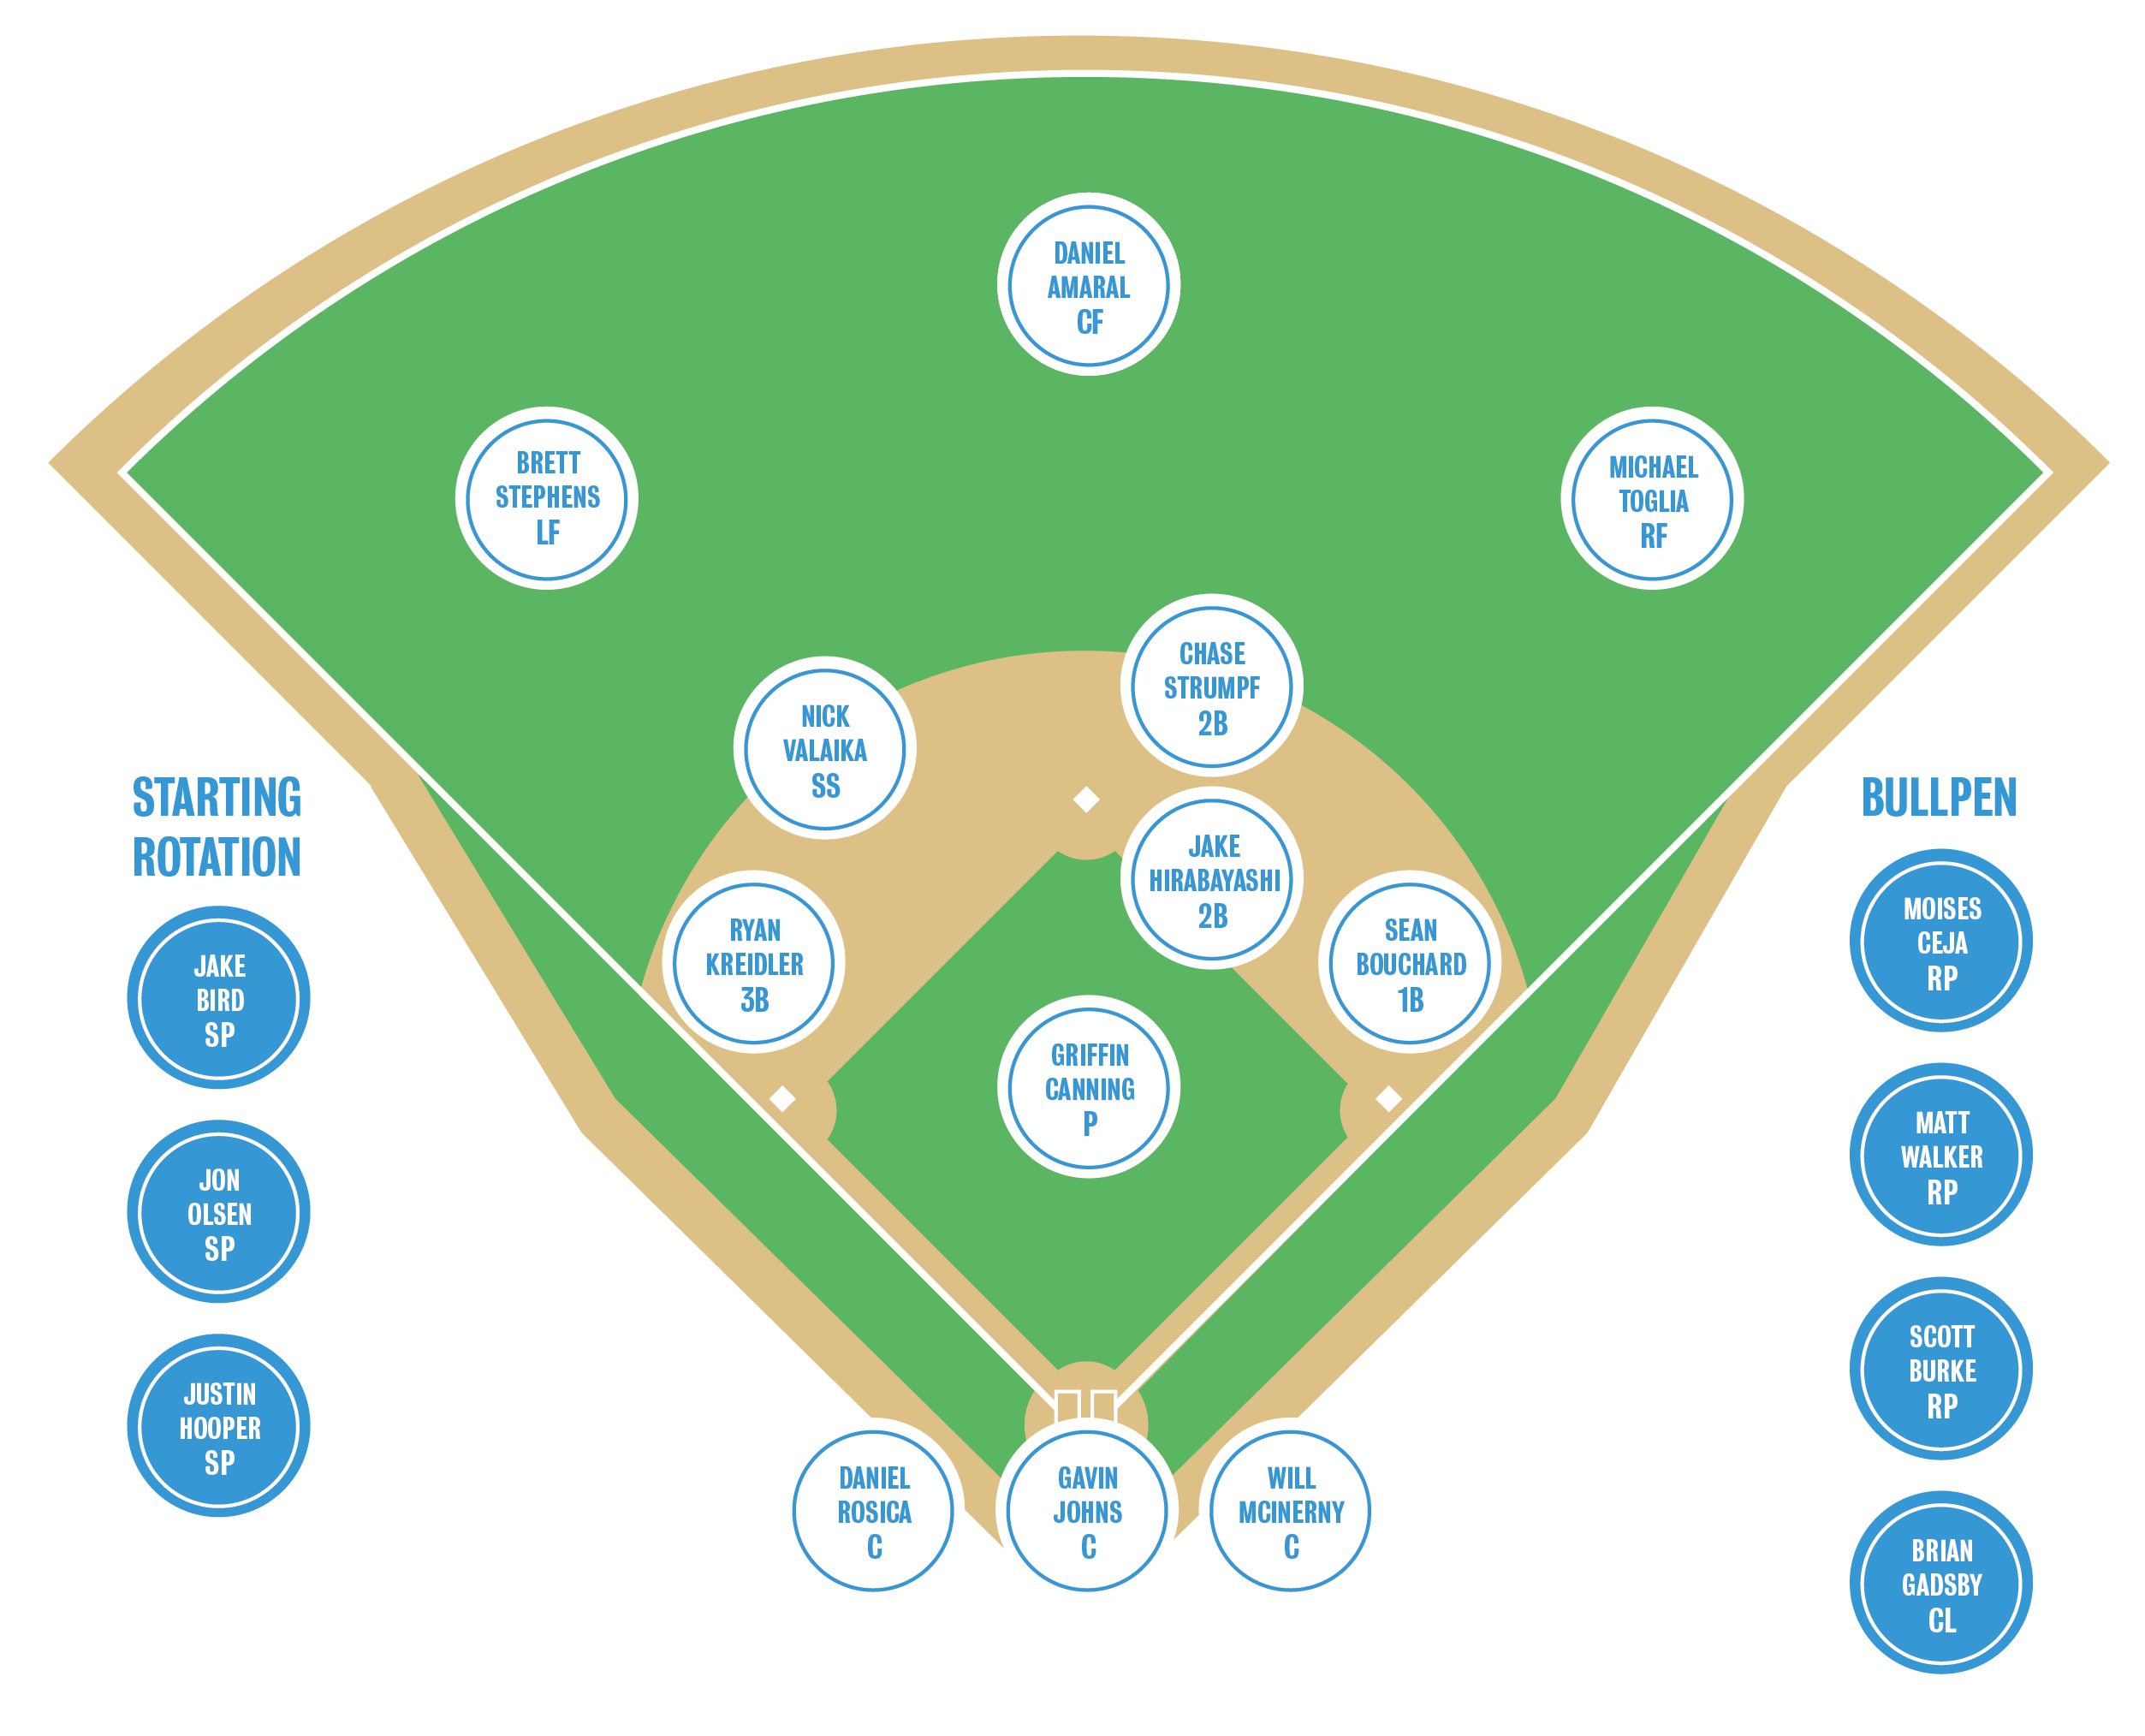 DANIEL
AMARAL
CF
BRETT
STEPHENS
LF
MICHAEL
TOGLIA
RF
CHASE
STRUMPF
2B
NICK
VALAIKA
SS
JAKE
HIRABAYASHI
2B
RYAN
KREIDLER
3B
SEAN
BOUCHARD
1B
GRIFFIN
CANNING
P
DANIEL
ROSICA
C
GAVIN
JOHNS
C
WILL
MCINERNY
C
STARTING
ROTATION
JAKE
BIRD
SP
JON
OLSEN
SP
JUSTIN
HOOPER
SP
BULLPEN
MOISES
CEJA
RP
MATT
WALKER
RP
SCOTT
BURKE
RP
BRIAN
GADSBY
CL